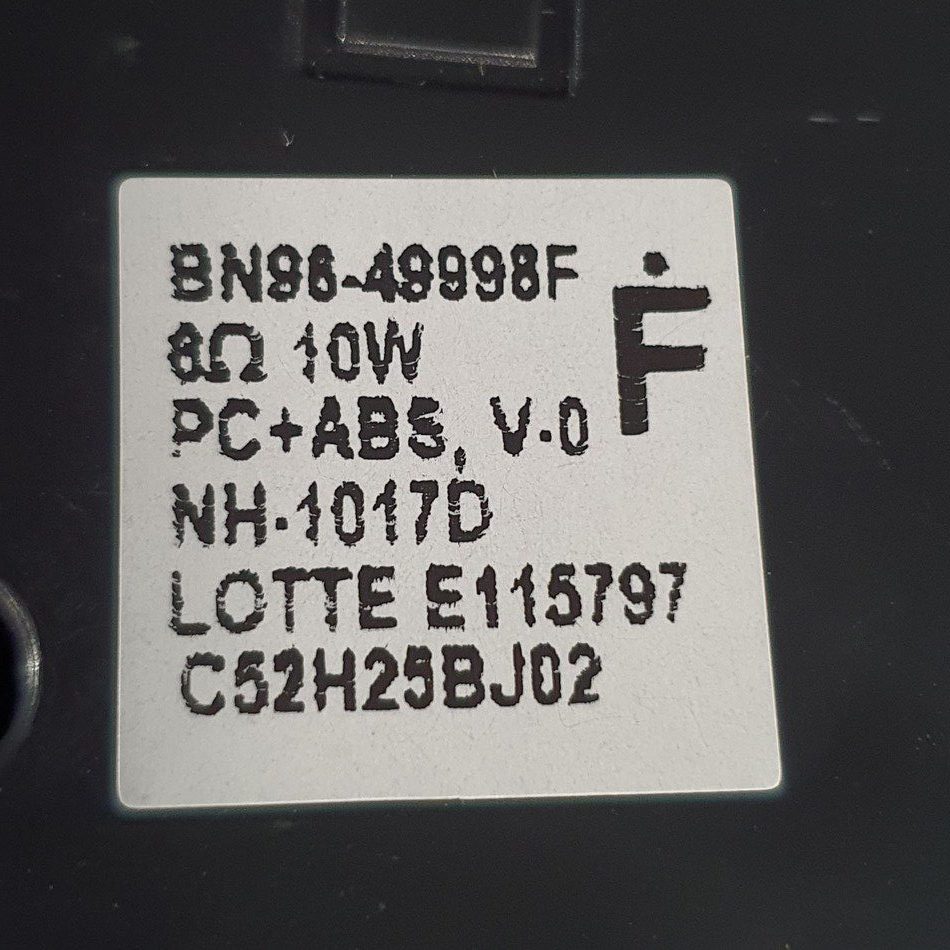 BN96-49998F
F
8Ω 10W
PC+ABS, V-0
NH-1017D
LOTTE E115797
C52H25BJ02